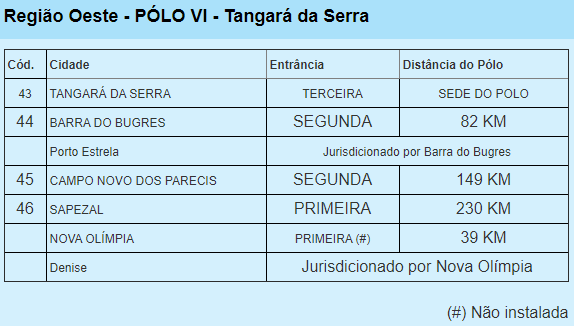 Região Oeste - PÓLO VI - Tangará da Serra
Cód. Cidade Entrância Distância do Pólo
43 TANGARÁ DA SERRA TERCEIRA SEDE DO POLO
44 BARRA DO BUGRES SEGUNDA 82 KM
Porto Estrela Jurisdicionado por Barra do Bugres
45 CAMPO NOVO DOS PARECIS SEGUNDA 149 KM
46 SAPEZAL PRIMEIRA 230 KM
NOVA OLÍMPIA PRIMEIRA (#) 39 KM
Denise Jurisdicionado por Nova Olímpia
(#) Não instalada